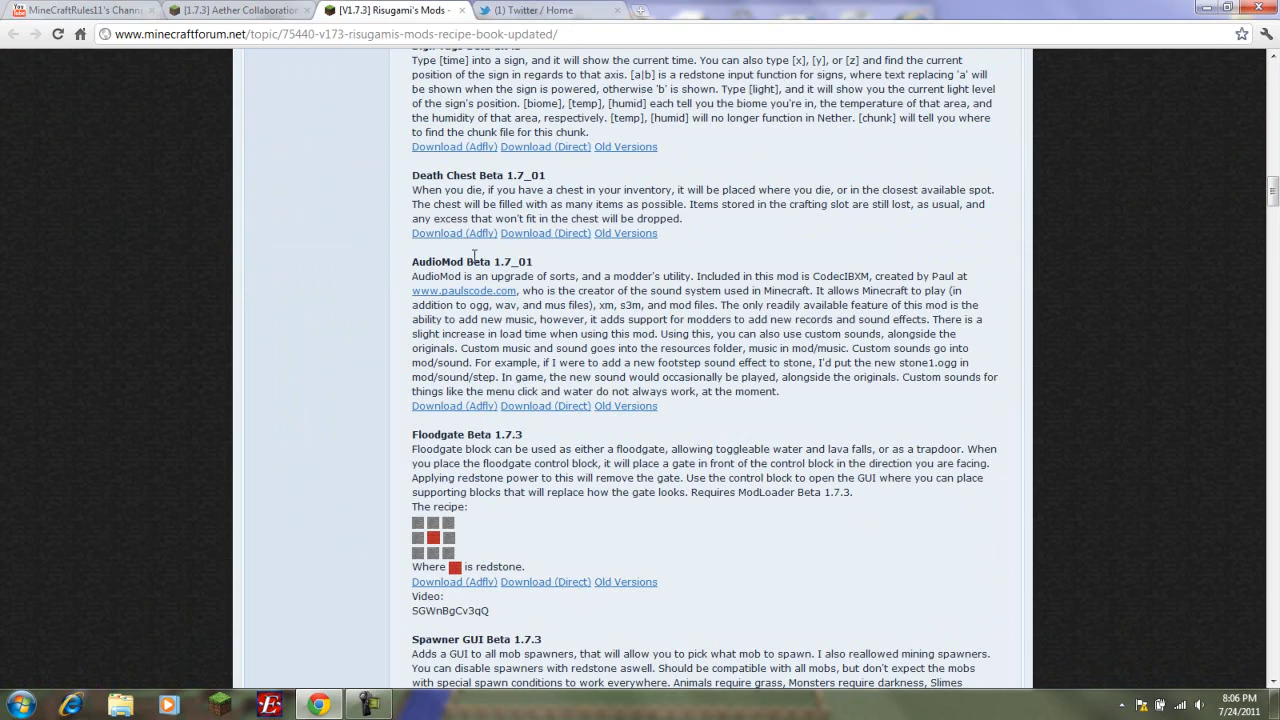 MineCraftRules11's Chann
[1.7.3] Aether Collaboration
[V1.7.3] Risugami's Mods -
(1) Twitter / Home
www.minecraftforum.net/topic/75440-v173-risugamis-mods-recipe-book-updated/
Type [time] into a sign, and it will show the current time. You can also type [x], [y], or [z] and find the current
position of the sign in regards to that axis. [a|b] is a redstone input function for signs, where text replacing 'a' will
be shown when the sign is powered, otherwise 'b' is shown. Type [light], and it will show you the current light level
of the sign's position. [biome], [temp], [humid] each tell you the biome you're in, the temperature of that area, and
the humidity of that area, respectively. [temp], [humid] will no longer function in Nether. [chunk] will tell you where
to find the chunk file for this chunk.
Download (Adfly) Download (Direct) Old Versions
Death Chest Beta 1.7_01
When you die, if you have a chest in your inventory, it will be placed where you die, or in the closest available spot.
The chest will be filled with as many items as possible. Items stored in the crafting slot are still lost, as usual, and
any excess that won't fit in the chest will be dropped.
Download (Adfly) Download (Direct) Old Versions
AudioMod Beta 1.7_01
AudioMod is an upgrade of sorts, and a modder's utility. Included in this mod is CodecIBXM, created by Paul at
www.paulscode.com, who is the creator of the sound system used in Minecraft. It allows Minecraft to play (in
addition to ogg, wav, and mus files), xm, s3m, and mod files. The only readily available feature of this mod is the
ability to add new music, however, it adds support for modders to add new records and sound effects. There is a
slight increase in load time when using this mod. Using this, you can also use custom sounds, alongside the
originals. Custom music and sound goes into the resources folder, music in mod/music. Custom sounds go into
mod/sound. For example, if I were to add a new footstep sound effect to stone, I'd put the new stone1.ogg in
mod/sound/step. In game, the new sound would occasionally be played, alongside the originals. Custom sounds for
things like the menu click and water do not always work, at the moment.
Download (Adfly) Download (Direct) Old Versions
Floodgate Beta 1.7.3
Floodgate block can be used as either a floodgate, allowing toggleable water and lava falls, or as a trapdoor. When
you place the floodgate control block, it will place a gate in front of the control block in the direction you are facing.
Applying redstone power to this will remove the gate. Use the control block to open the GUI where you can place
supporting blocks that will replace how the gate looks. Requires ModLoader Beta 1.7.3.
The recipe:
Where is redstone.
Download (Adfly) Download (Direct) Old Versions
Video:
SGWnBgCv3qQ
Spawner GUI Beta 1.7.3
Adds a GUI to all mob spawners, that will allow you to pick what mob to spawn. I also reallowed mining spawners.
You can disable spawners with redstone aswell. Should be compatible with all mobs, but don't expect the mobs
with special spawn conditions to work everywhere. Animals require grass, Monsters require darkness, Slimes
8:06 PM
7/24/2011